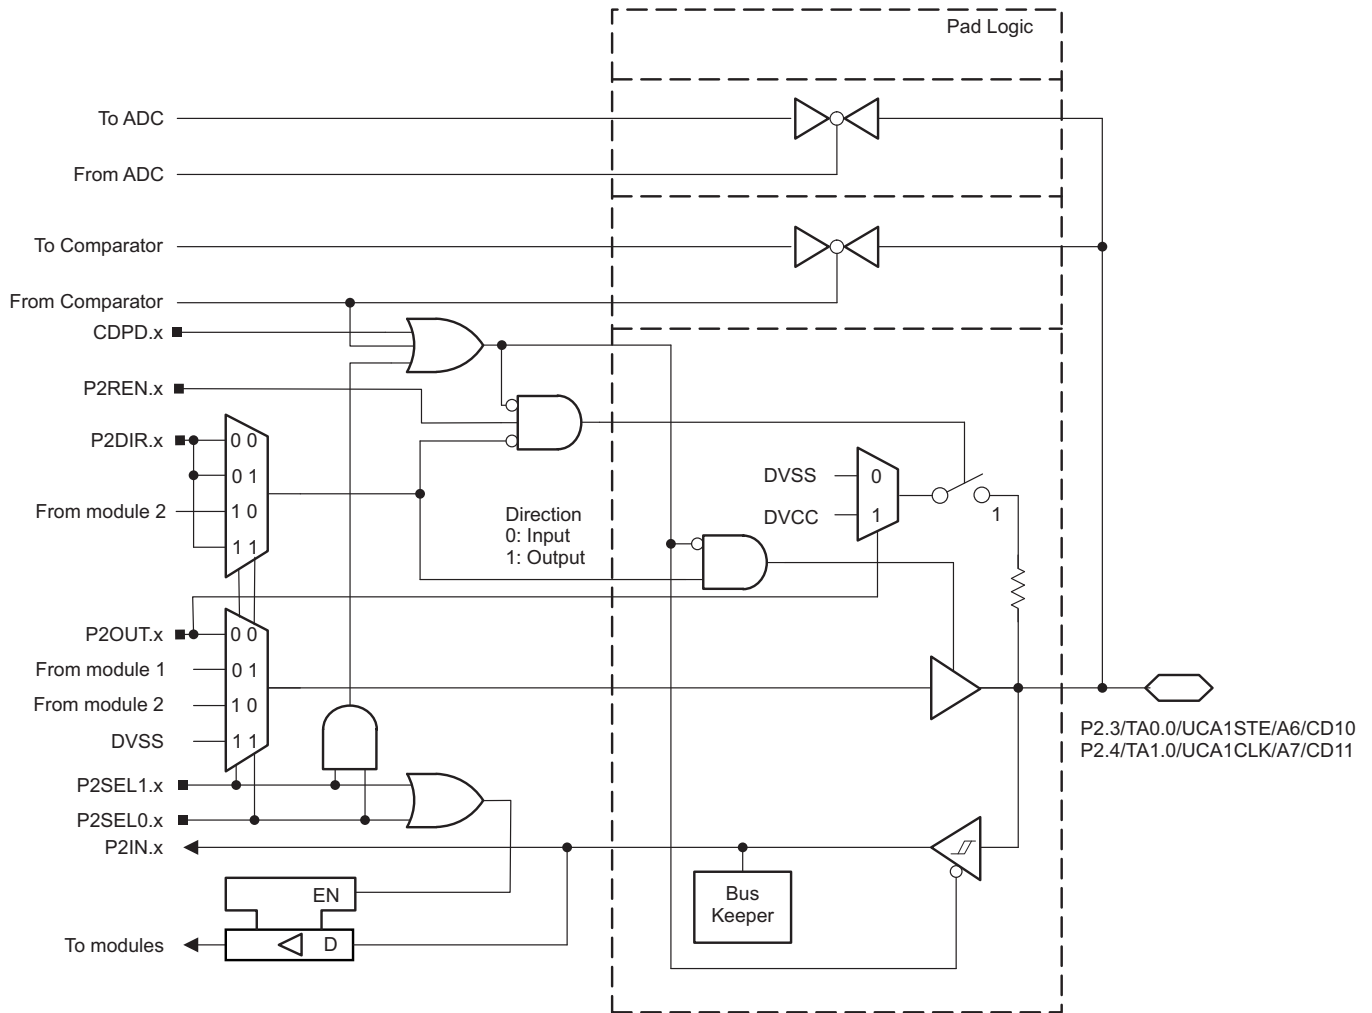 Pad Logic
To ADC
From ADC
To Comparator
From Comparator
CDPD.x
P2REN.x
P2DIR.x
0 0
0 1
From module 2
1 0
1 1
Direction
0: Input
1: Output
DVSS
0
DVCC
1
1
P2OUT.x
0 0
From module 1
0 1
From module 2
1 0
DVSS
1 1
P2.3/TA0.0/UCA1STE/A6/CD10
P2.4/TA1.0/UCA1CLK/A7/CD11
P2SEL1.x
P2SEL0.x
P2IN.x
Bus
Keeper
EN
To modules
D